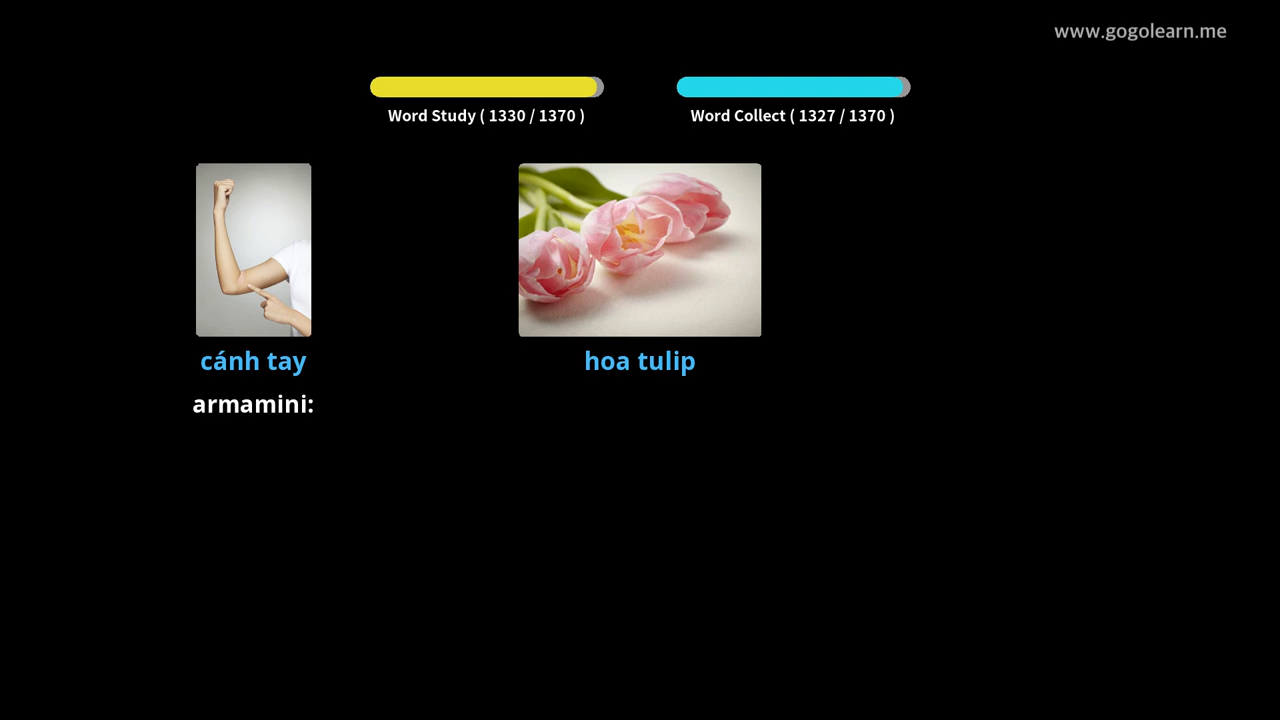 www.gogolearn.me
Word Study ( 1330 / 1370 )
Word Collect ( 1327 / 1370 )
cánh tay
hoa tulip
armamini: